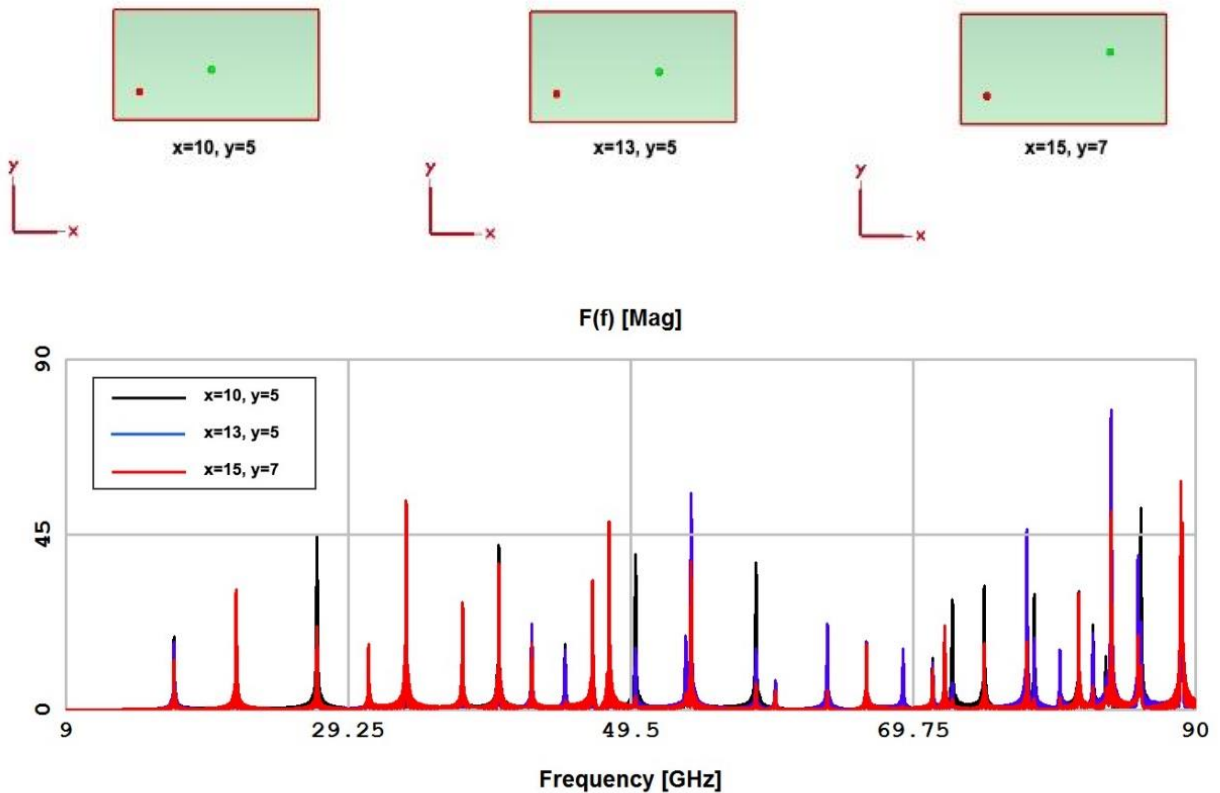 x=10, y=5
x=13, y=5
x=15, y=7
y
x
y
x
y
x
F(f) [Mag]
90
45
0
x=10, y=5
x=13, y=5
x=15, y=7
9
29.25
49.5
69.75
90
Frequency [GHz]